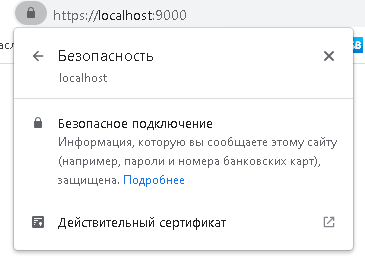 https://localhost:9000
Безопасность
localhost
Безопасное подключение
Информация, которую вы сообщаете этому сайту
(например, пароли и номера банковских карт),
защищена. Подробнее
Действительный сертификат